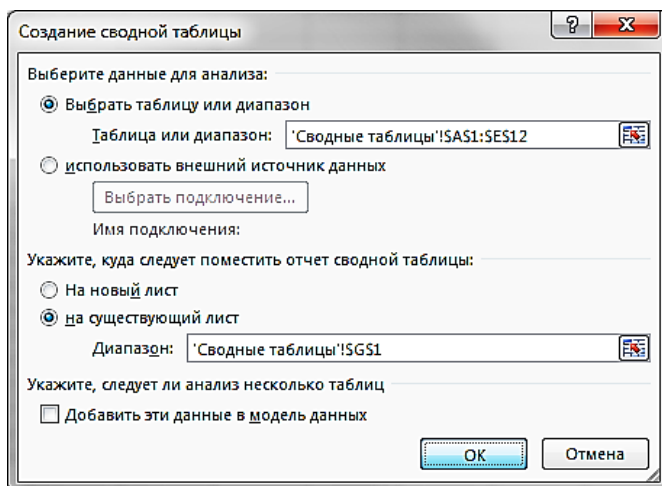 Создание сводной таблицы
Выберите данные для анализа:
Выбрать таблицу или диапазон
Таблица или диапазон: 'Сводные таблицы'!$A$1:$E$12
использовать внешний источник данных
Выбрать подключение...
Имя подключения:
Укажите, куда следует поместить отчет сводной таблицы:
На новый лист
на существующий лист
Диапазон: 'Сводные таблицы'!$G$1
Укажите, следует ли анализ несколько таблиц
Добавить эти данные в модель данных
ОК Отмена